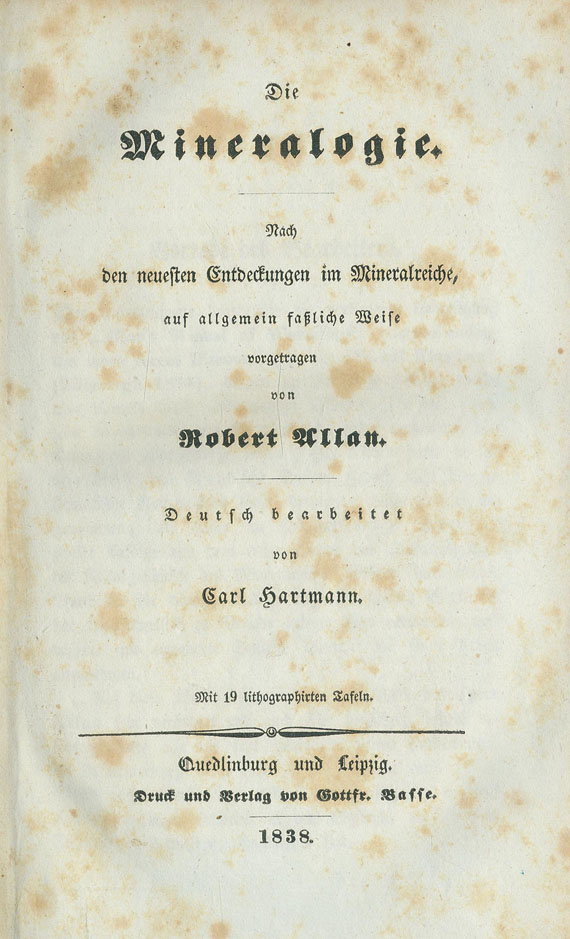 Die
Mineralogie.
Nach
den neuesten Entdeckungen im Mineralreiche,
auf allgemein faßliche Weise
vorgetragen
von
Robert Allan.
Deutsch bearbeitet
von
Carl Hartmann.
Mit 19 lithographirten Tafeln.
Quedlinburg und Leipzig.
Druck und Verlag von Gottfr. Basse.
1838.